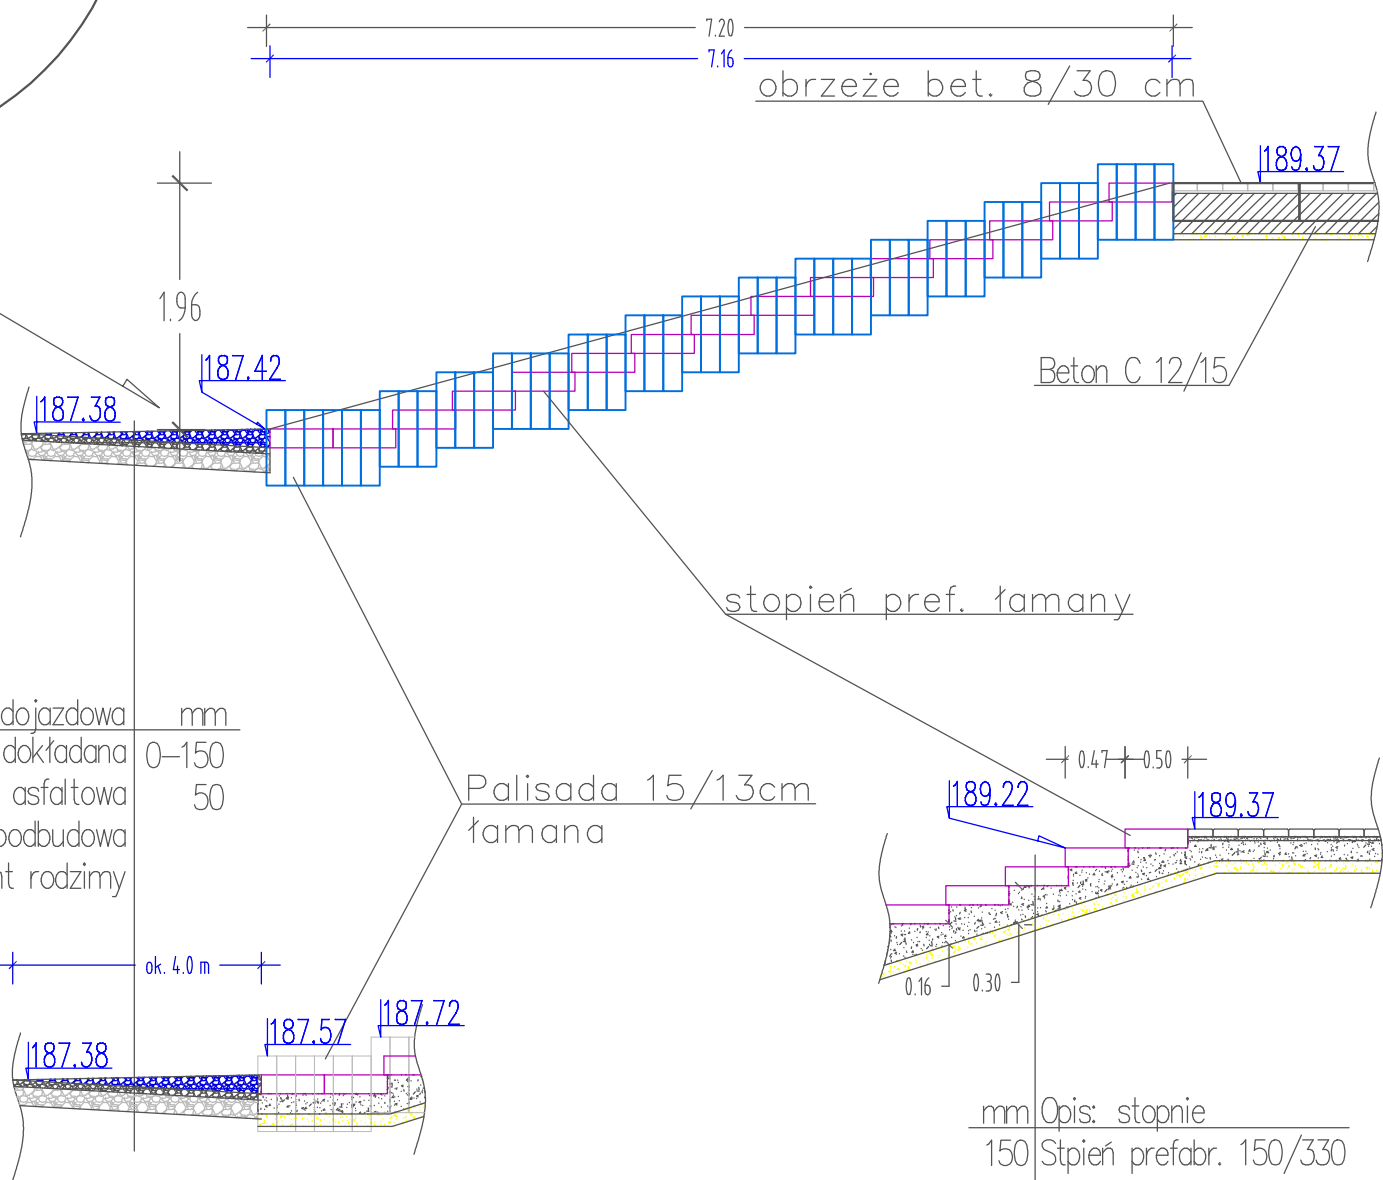 7.20
7.16
obrzeże bet. 8/30 cm
189.37
1.96
187.42
187.38
Beton C 12/15
stopień pref. łamany
dojazdowa mm
dokładana 0–150
asfaltowa 50
podbudowa
rodzimy
Palisada 15/13cm
łamana
0.47 0.50
189.22
189.37
0.16 0.30
ok. 4.0 m
187.57 187.72
187.38
mm Opis: stopnie
150 Stpień prefabr. 150/330